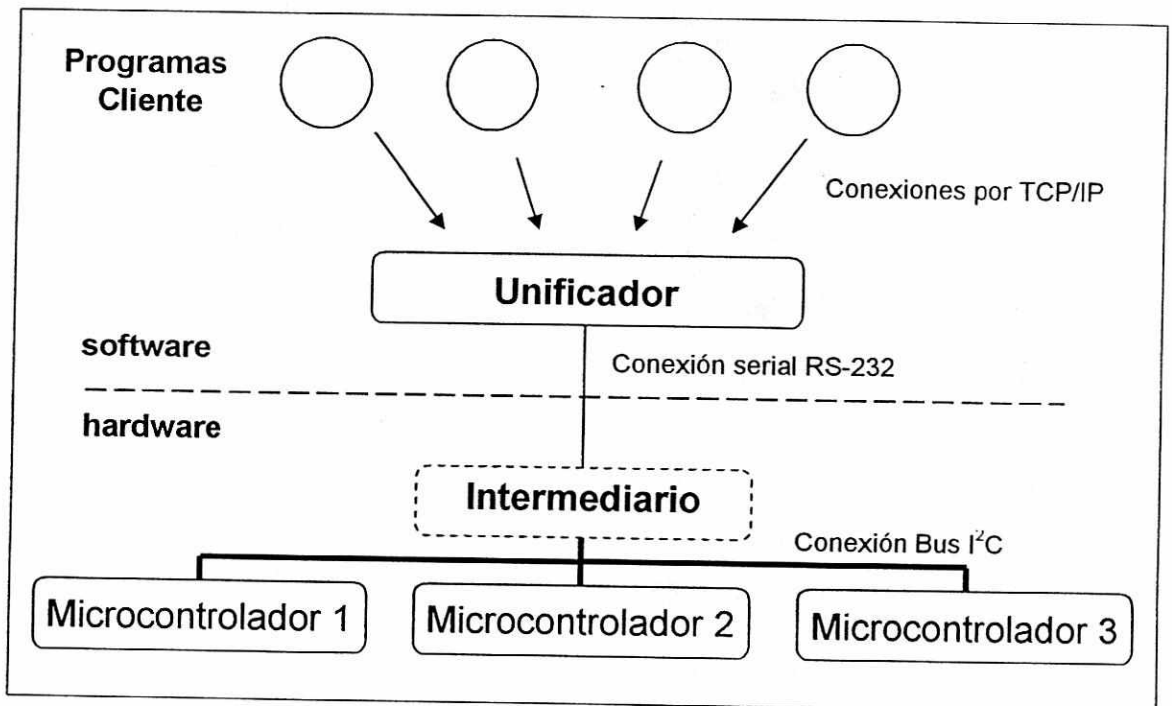 Programas
Cliente
Conexiones por TCP/IP
Unificador
software
Conexión serial RS-232
hardware
Intermediario
Conexión Bus I²C
Microcontrolador 1
Microcontrolador 2
Microcontrolador 3